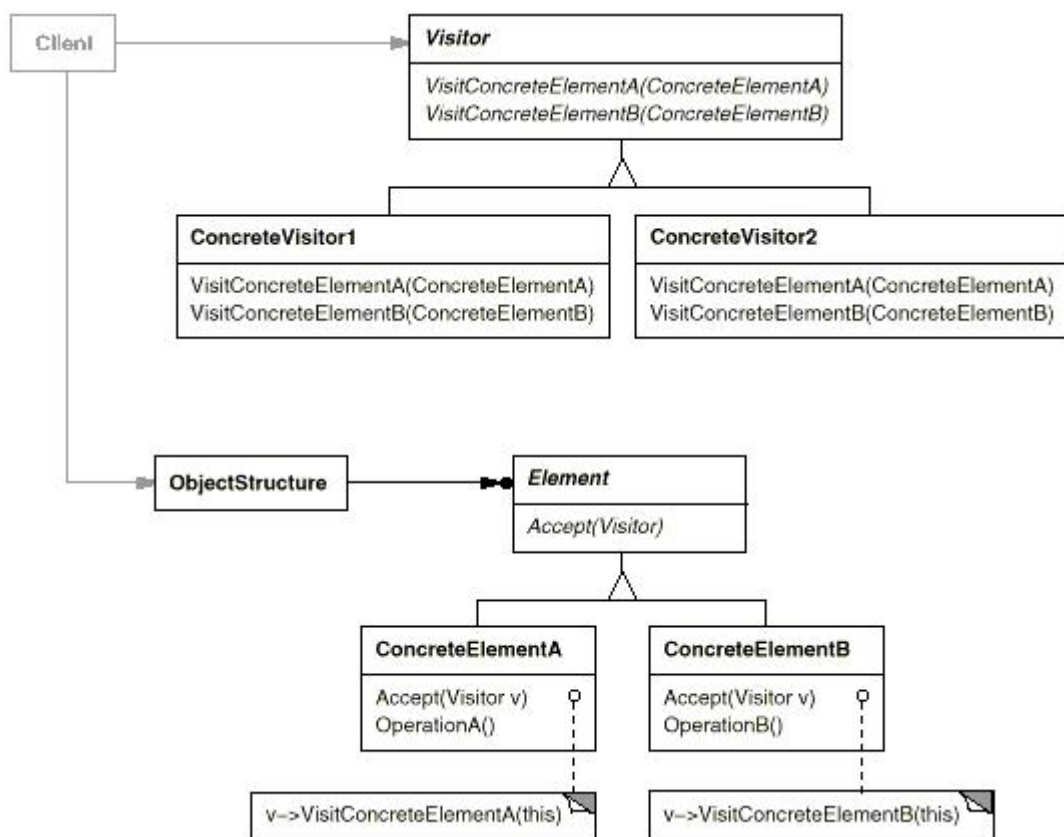 Client
Visitor
VisitConcreteElementA(ConcreteElementA)
VisitConcreteElementB(ConcreteElementB)
ConcreteVisitor1
VisitConcreteElementA(ConcreteElementA)
VisitConcreteElementB(ConcreteElementB)
ConcreteVisitor2
VisitConcreteElementA(ConcreteElementA)
VisitConcreteElementB(ConcreteElementB)
ObjectStructure
Element
Accept(Visitor)
ConcreteElementA
Accept(Visitor v)
OperationA()
ConcreteElementB
Accept(Visitor v)
OperationB()
v->VisitConcreteElementA(this)
v->VisitConcreteElementB(this)